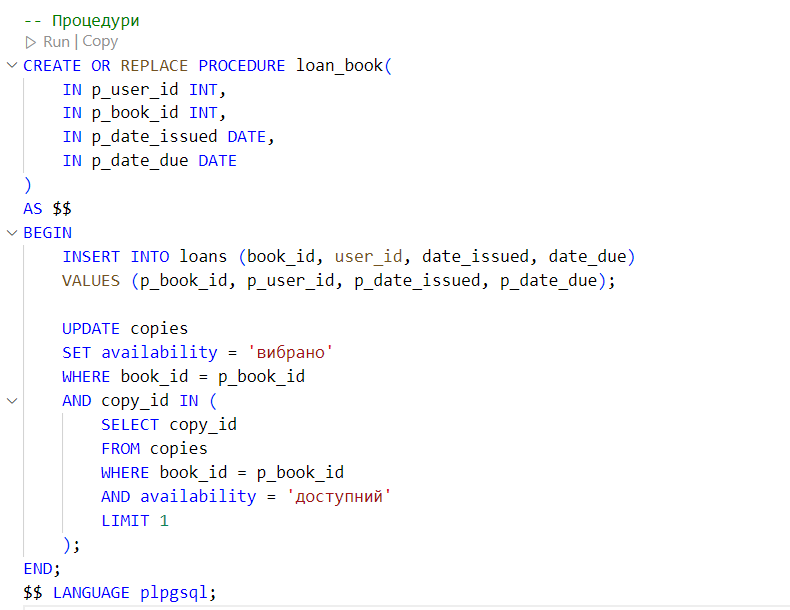 -- Процедури
Run | Copy
CREATE OR REPLACE PROCEDURE loan_book(
    IN p_user_id INT,
    IN p_book_id INT,
    IN p_date_issued DATE,
    IN p_date_due DATE
)
AS $$
BEGIN
    INSERT INTO loans (book_id, user_id, date_issued, date_due)
    VALUES (p_book_id, p_user_id, p_date_issued, p_date_due);

    UPDATE copies
    SET availability = 'вибрано'
    WHERE book_id = p_book_id
    AND copy_id IN (
        SELECT copy_id
        FROM copies
        WHERE book_id = p_book_id
        AND availability = 'доступний'
        LIMIT 1
    );
END;
$$ LANGUAGE plpgsql;